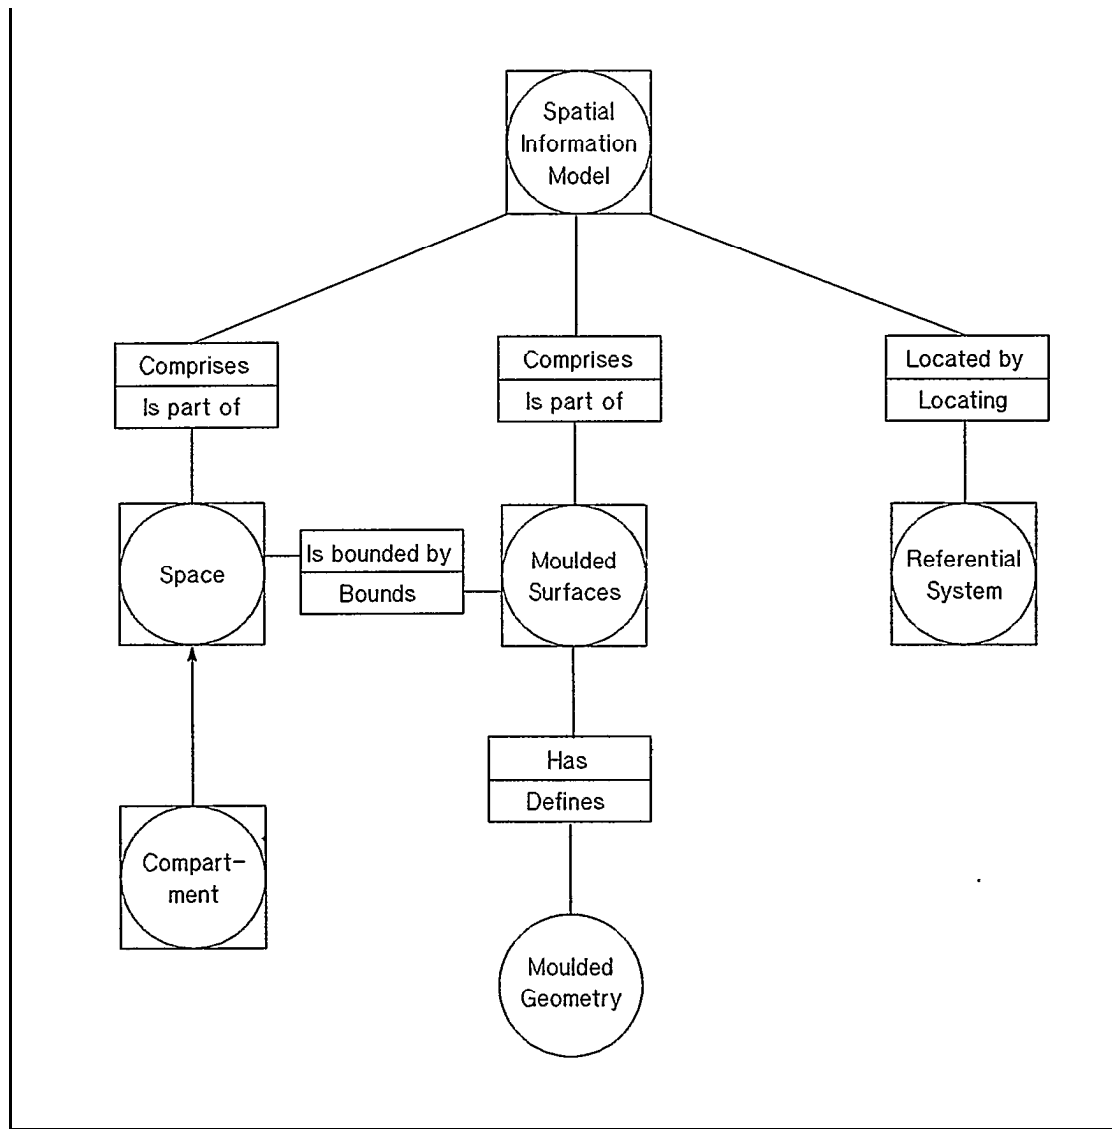 Spatial
Information
Model
Comprises
Is part of
Comprises
Is part of
Located by
Locating
Space
Is bounded by
Bounds
Moulded
Surfaces
Referential
System
Has
Defines
Compart-
ment
Moulded
Geometry